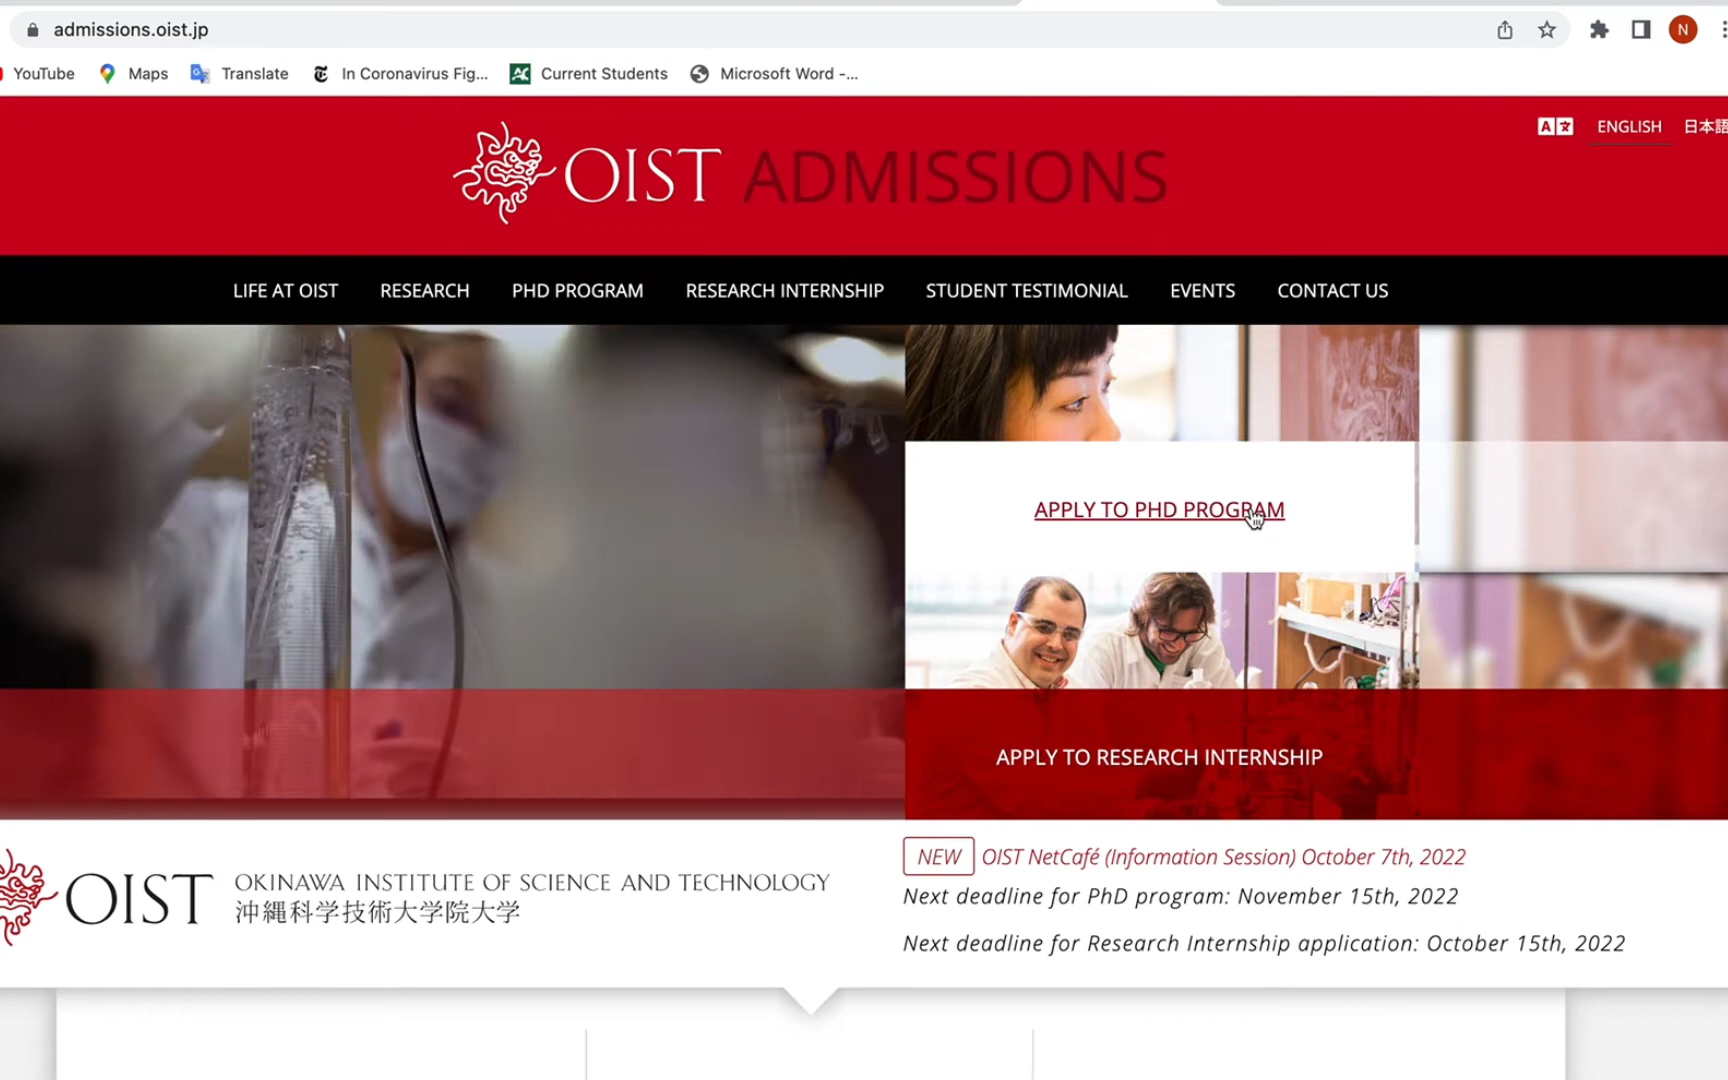 admissions.oist.jp
N
YouTube Maps Translate In Coronavirus Fig... Current Students Microsoft Word -...
A文 ENGLISH 日本語
OIST ADMISSIONS
LIFE AT OIST RESEARCH PHD PROGRAM RESEARCH INTERNSHIP STUDENT TESTIMONIAL EVENTS CONTACT US
APPLY TO PHD PROGRAM
APPLY TO RESEARCH INTERNSHIP
NEW OIST NetCafé (Information Session) October 7th, 2022
OIST OKINAWA INSTITUTE OF SCIENCE AND TECHNOLOGY
沖縄科学技術大学院大学
Next deadline for PhD program: November 15th, 2022
Next deadline for Research Internship application: October 15th, 2022